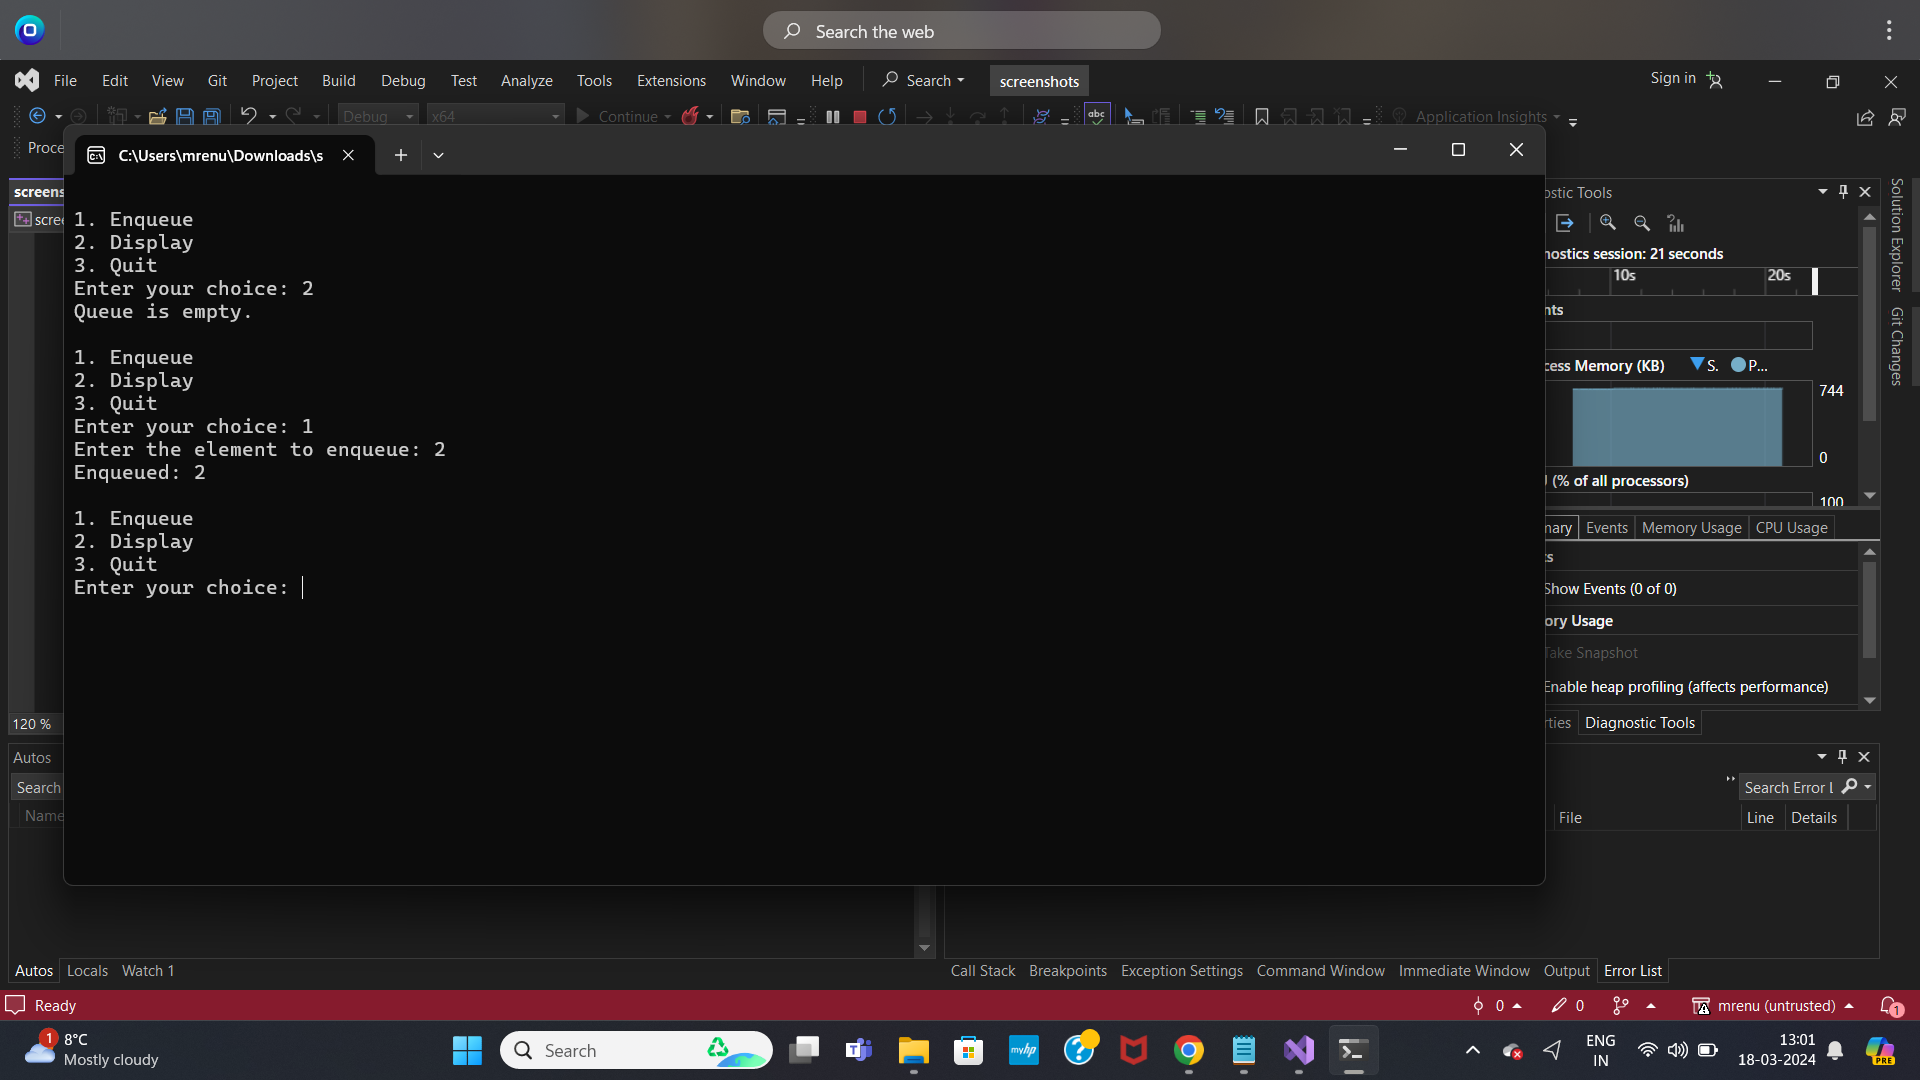 Search the web
File Edit View Git Project Build Debug Test Analyze Tools Extensions Window Help Search screenshots Sign in
Debug x64 Continue abc Application Insights
Proce
C:\Users\mrenu\Downloads\s
screens
scree
1. Enqueue
2. Display
3. Quit
Enter your choice: 2
Queue is empty.
1. Enqueue
2. Display
3. Quit
Enter your choice: 1
Enter the element to enqueue: 2
Enqueued: 2
1. Enqueue
2. Display
3. Quit
Enter your choice:
ostic Tools
nostics session: 21 seconds
10s 20s
nts
cess Memory (KB) S. P...
744
0
(% of all processors)
100
mary Events Memory Usage CPU Usage
ts
Show Events (0 of 0)
ory Usage
Take Snapshot
Enable heap profiling (affects performance)
rties Diagnostic Tools
Solution Explorer
Git Changes
120 %
Autos
Search
Name
Search Error L
File Line Details
Autos Locals Watch 1
Call Stack Breakpoints Exception Settings Command Window Immediate Window Output Error List
Ready 0 0 mrenu (untrusted) 1
1 8°C
Mostly cloudy
Search
myhp
ENG
IN
13:01
18-03-2024
PRE